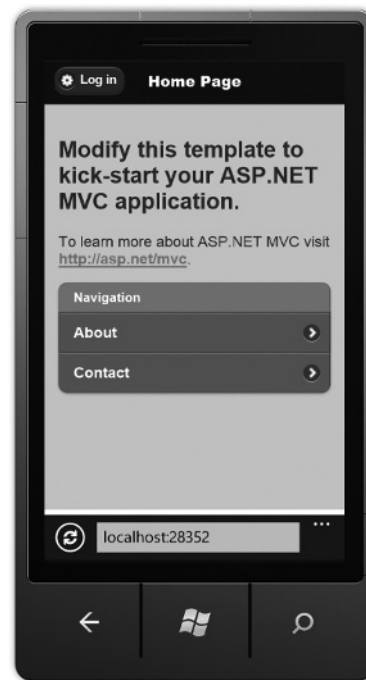 Log in
Home Page
Modify this template to
kick-start your ASP.NET
MVC application.
To learn more about ASP.NET MVC visit
http://asp.net/mvc.
Navigation
About
Contact
localhost:28352